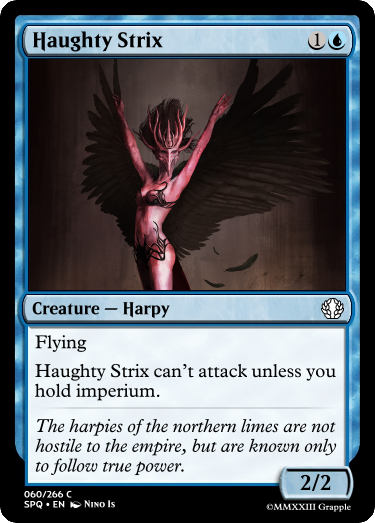 Haughty Strix
1
Creature — Harpy
Flying
Haughty Strix can't attack unless you
hold imperium.
The harpies of the northern limes are not
hostile to the empire, but are known only
to follow true power.
2/2
060/266 C
SPQ • EN Nino Is
©MMXXIII Grapple